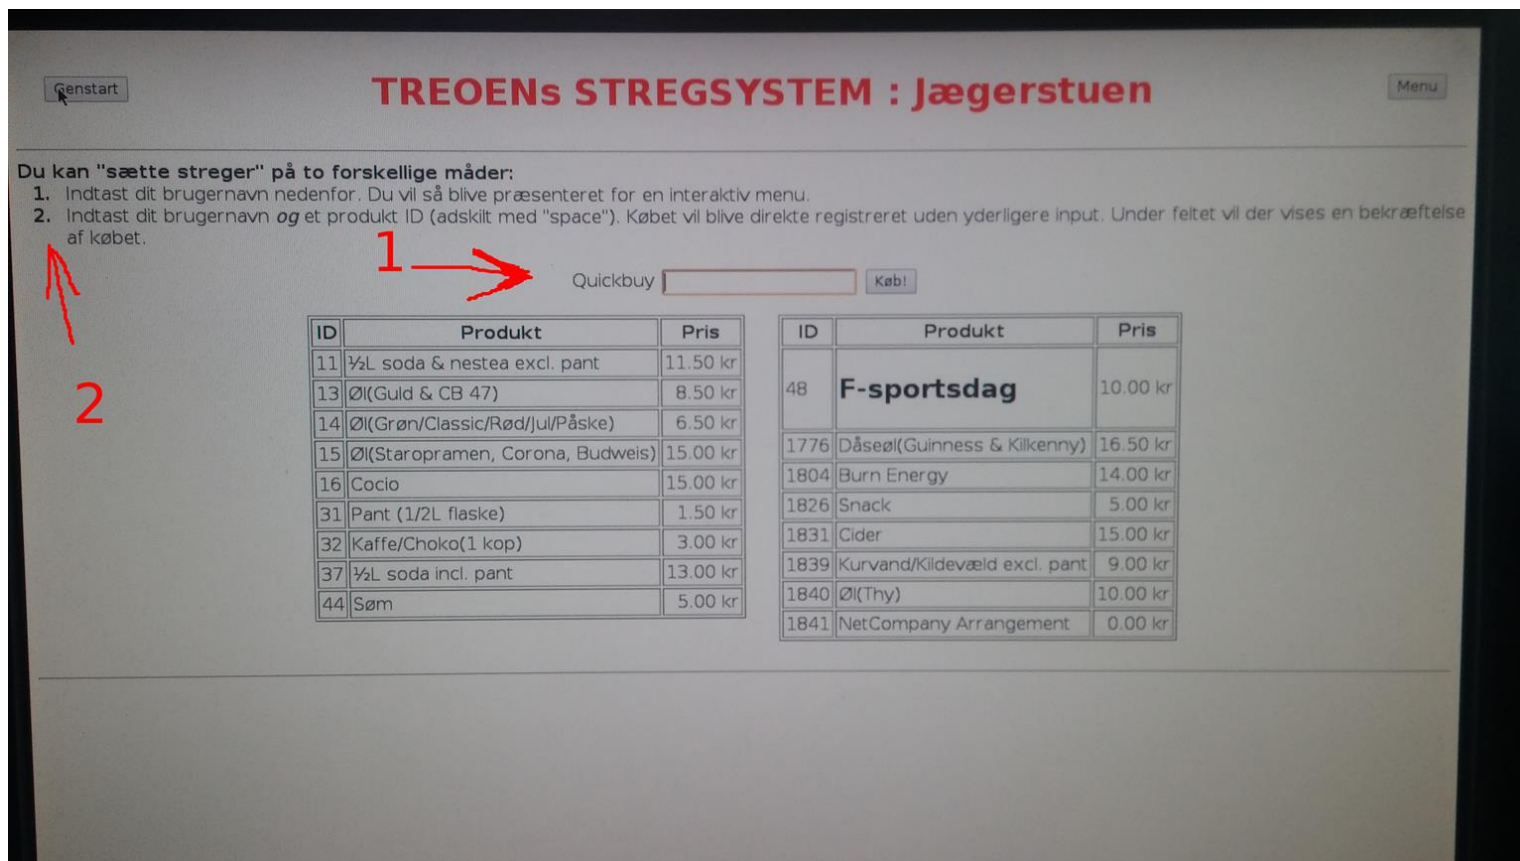 Genstart
TREOENs STREGSYSTEM : Jægerstuen
Menu
Du kan "sætte streger" på to forskellige måder:
1. Indtast dit brugernavn nedenfor. Du vil så blive præsenteret for en interaktiv menu.
2. Indtast dit brugernavn og et produkt ID (adskilt med "space"). Købet vil blive direkte registreret uden yderligere input. Under feltet vil der vises en bekræftelse
af købet.
1
Quickbuy
Køb!
2
ID Produkt Pris
11 ½L soda & nestea excl. pant 11.50 kr
13 Øl(Guld & CB 47) 8.50 kr
14 Øl(Grøn/Classic/Rød/Jul/Påske) 6.50 kr
15 Øl(Staropramen, Corona, Budweis) 15.00 kr
16 Cocio 15.00 kr
31 Pant (1/2L flaske) 1.50 kr
32 Kaffe/Choko(1 kop) 3.00 kr
37 ½L soda incl. pant 13.00 kr
44 Søm 5.00 kr
ID Produkt Pris
48 F-sportsdag 10.00 kr
1776 Dåseøl(Guinness & Kilkenny) 16.50 kr
1804 Burn Energy 14.00 kr
1826 Snack 5.00 kr
1831 Cider 15.00 kr
1839 Kurvand/Kildevæld excl. pant 9.00 kr
1840 Øl(Thy) 10.00 kr
1841 NetCompany Arrangement 0.00 kr